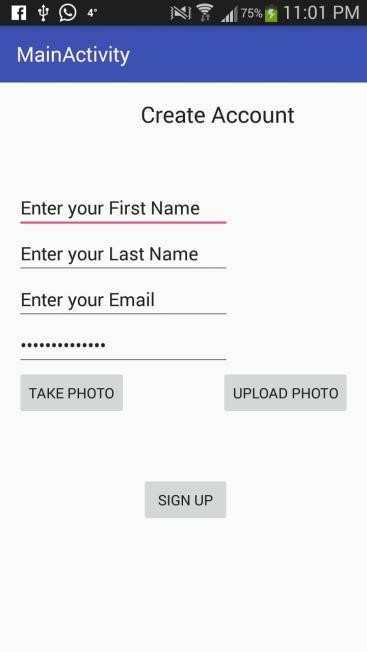 4° 75% 11:01 PM
MainActivity
Create Account
Enter your First Name
Enter your Last Name
Enter your Email
••••••••••••••
TAKE PHOTO UPLOAD PHOTO
SIGN UP